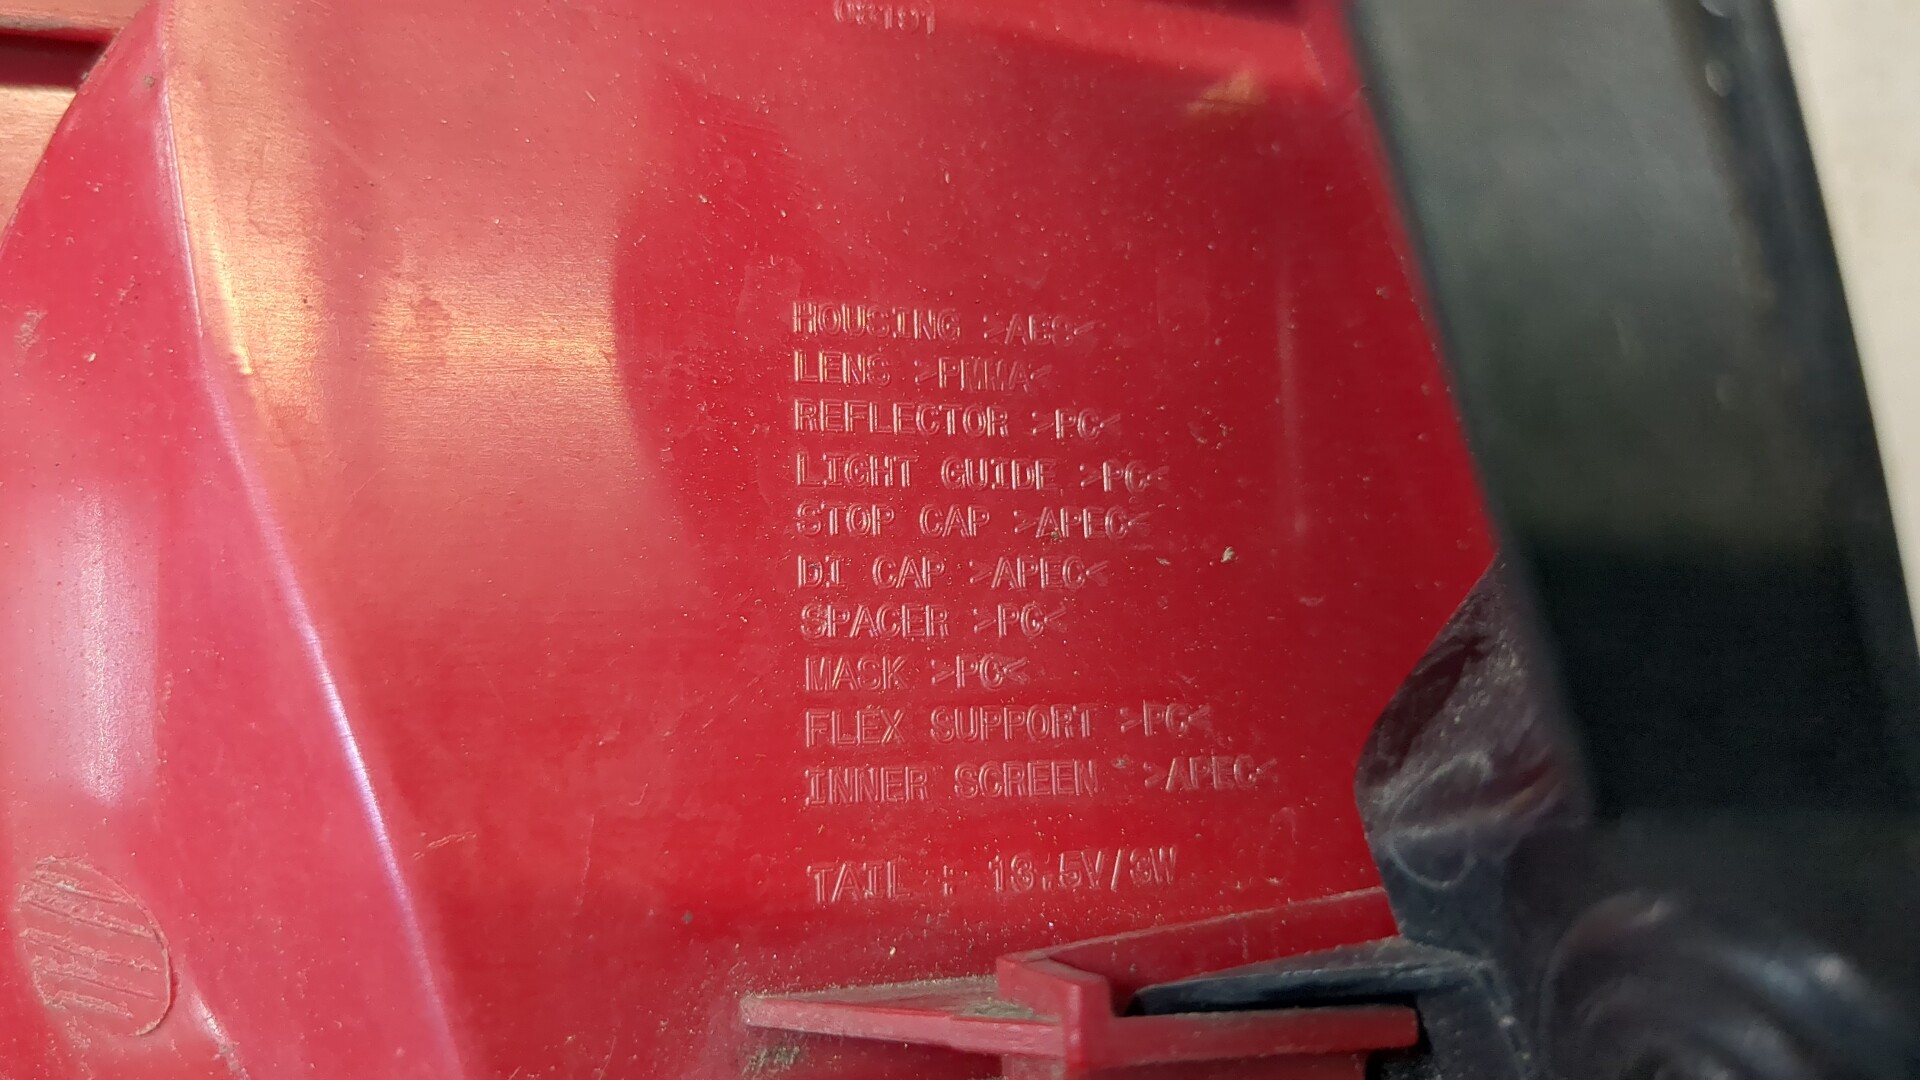 HOUSING >ABS<
LENS >PMMA<
REFLECTOR >PC<
LIGHT GUIDE >PC<
STOP CAP >APEC<
DI CAP >APEC<
SPACER >PC<
MASK >PC<
FLEX SUPPORT >PC<
INNER SCREEN >APEC<
TAIL : 13.5V/3W